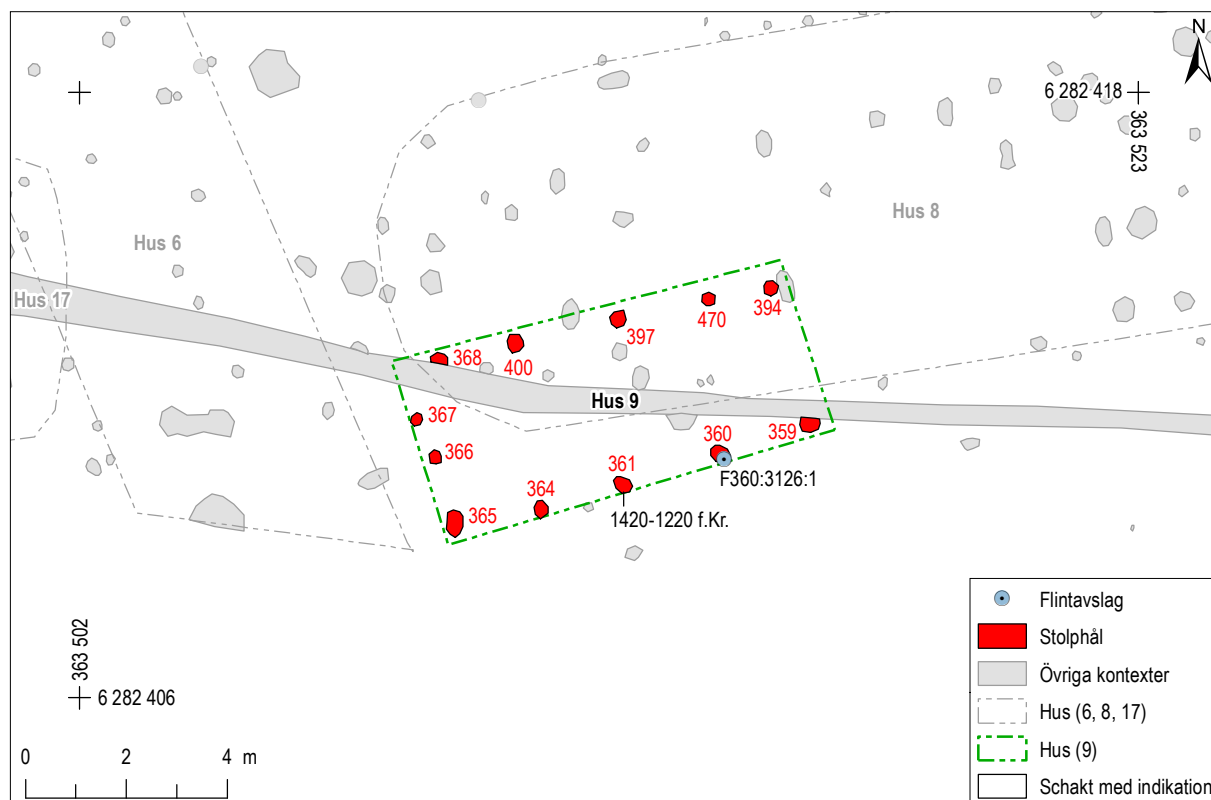 N
6 282 418
363 523
Hus 6
Hus 8
Hus 17
394
470
397
400
368
Hus 9
367
366
359
360
F360:3126:1
361
364
365
1420-1220 f.Kr.
363 502
6 282 406
0 2 4 m
Flintavslag
Stolphål
Övriga kontexter
Hus (6, 8, 17)
Hus (9)
Schakt med indikation